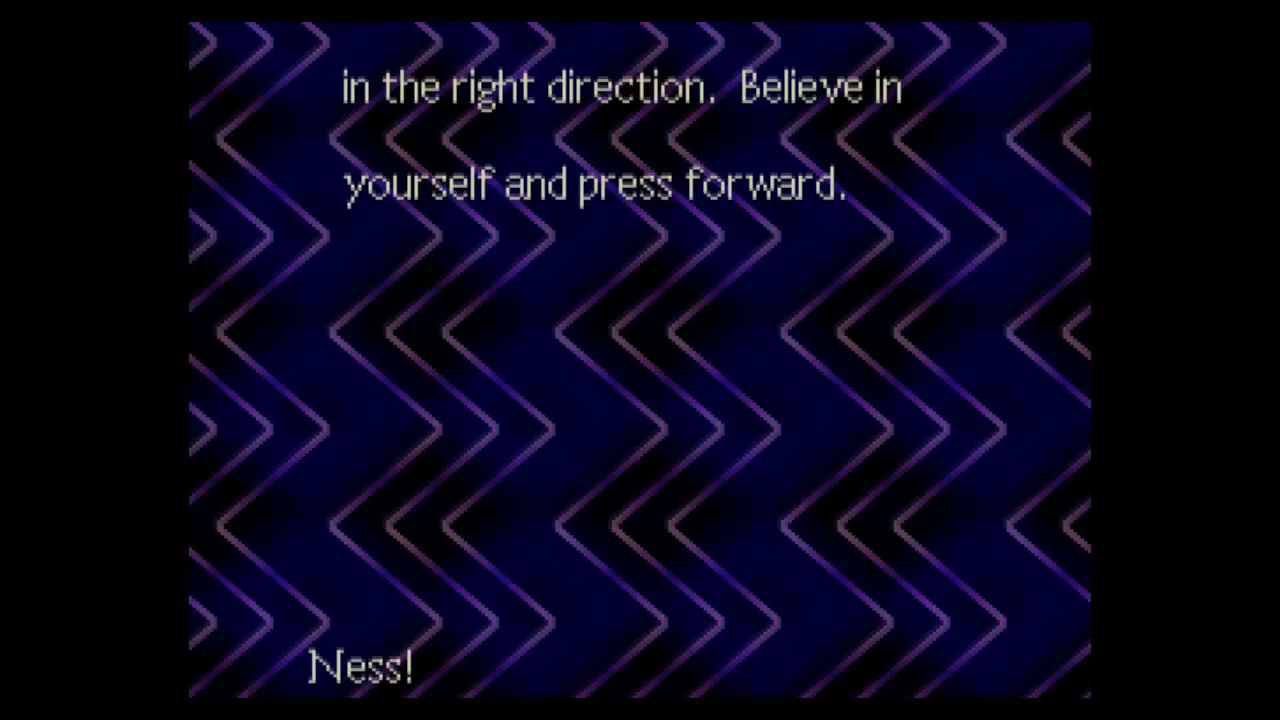 in the right direction.  Believe in
yourself and press forward.
Ness!